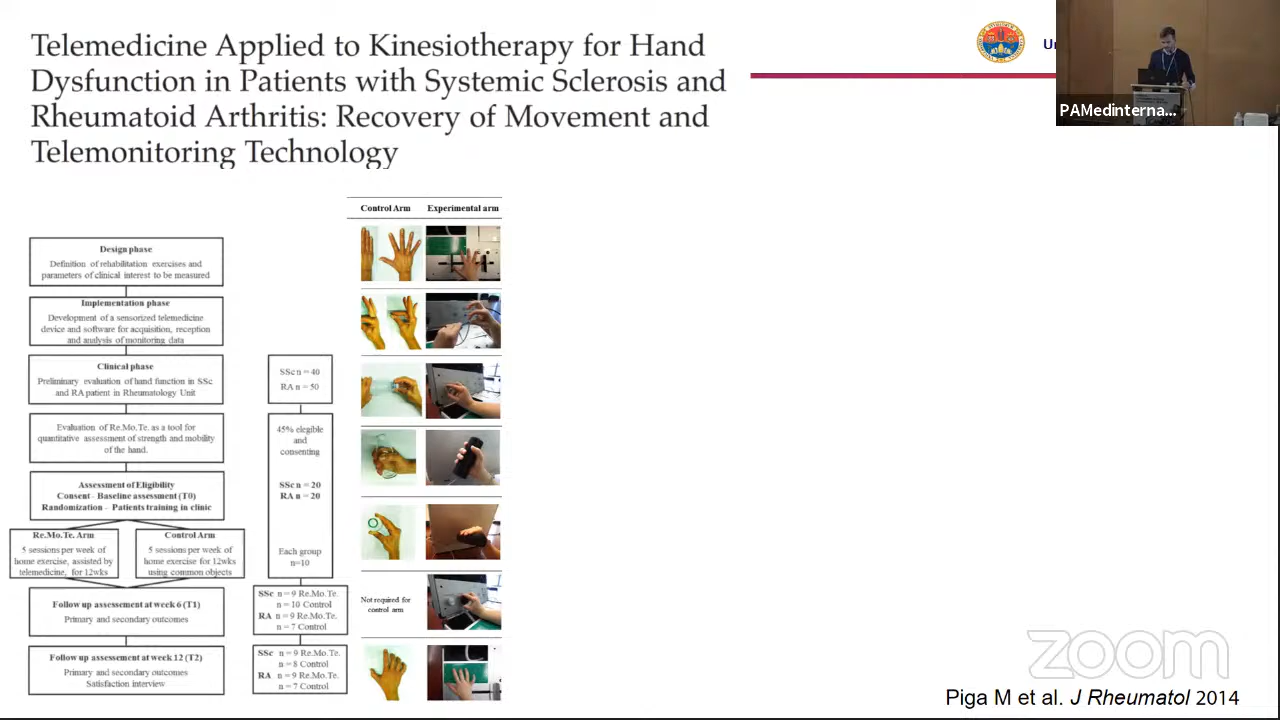 Telemedicine Applied to Kinesiotherapy for Hand
Dysfunction in Patients with Systemic Sclerosis and
Rheumatoid Arthritis: Recovery of Movement and
Telemonitoring Technology
PAMedinterna...
Design phase
Definition of rehabilitation exercises and
parameters of clinical interest to be measured
Implementation phase
Development of a sensorized telemedicine
device and software for acquisition, reception
and analysis of monitoring data
Clinical phase
Preliminary evaluation of hand function in SSc
and RA patient in Rheumatology Unit
Evaluation of Re.Mo.Te. as a tool for
quantitative assessment of strength and mobility
of the hand.
Assessment of Eligibility
Consent - Baseline assessment (T0)
Randomization - Patients training in clinic
Re.Mo.Te. Arm
5 sessions per week of
home exercise, assisted by
telemedicine, for 12wks
Control Arm
5 sessions per week of
home exercise for 12wks
using common objects
Follow up assessment at week 6 (T1)
Primary and secondary outcomes
Follow up assessment at week 12 (T2)
Primary and secondary outcomes
Satisfaction interview
SSc n = 40
RA n = 50
45% elegible
and
consenting
SSc n = 20
RA n = 20
Each group
n=10
SSc n = 9 Re.Mo.Te.
n = 10 Control
RA n = 9 Re.Mo.Te.
n = 7 Control
SSc n = 9 Re.Mo.Te.
n = 8 Control
RA n = 9 Re.Mo.Te.
n = 7 Control
Control Arm Experimental arm
Not required for
control arm
zoom
Piga M et al. J Rheumatol 2014